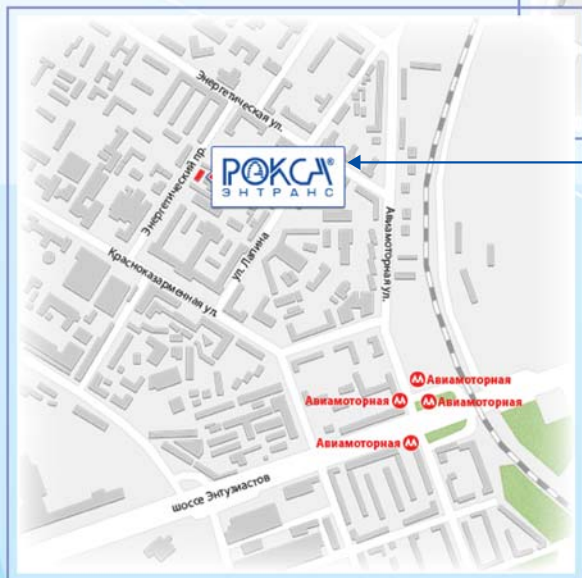 Энергетическая ул.
Энергетический пр.
РОКСА®
ЭНТРАНС
ул. Лапина
Авиамоторная ул.
Красноказарменная ул.
Авиамоторная
Авиамоторная
Авиамоторная
Авиамоторная
шоссе Энтузиастов